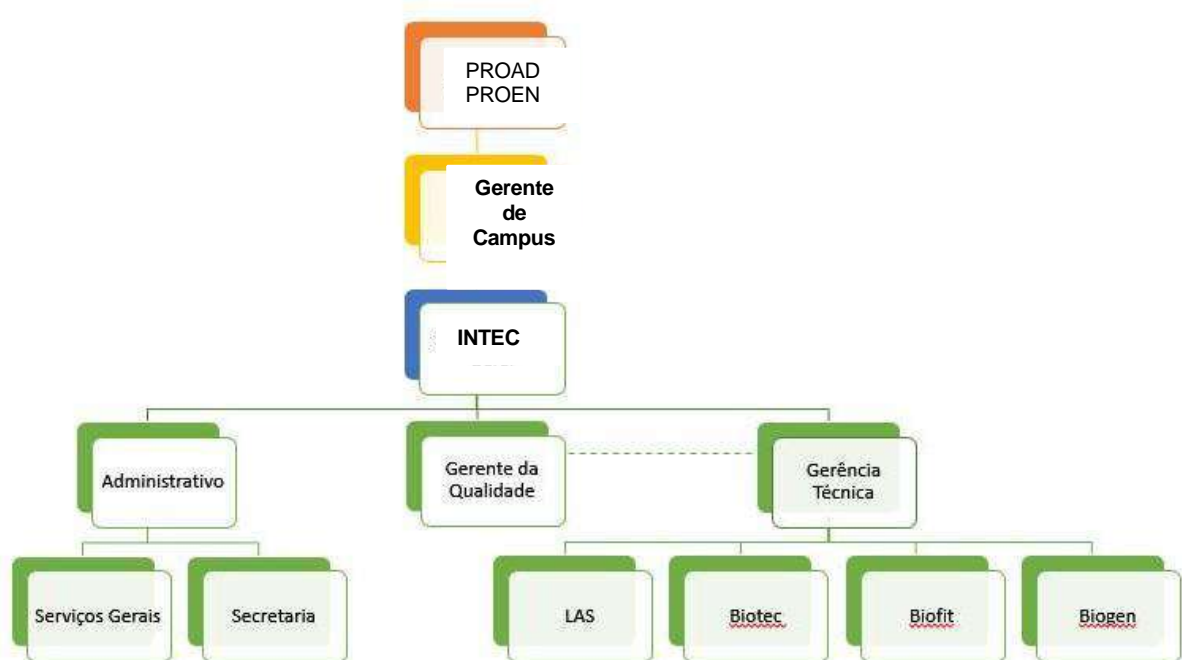 PROAD
PROEN
Gerente
de
Campus
INTEC
Administrativo
Gerente da
Qualidade
Gerência
Técnica
Serviços Gerais
Secretaria
LAS
Biotec
Biofit
Biogen